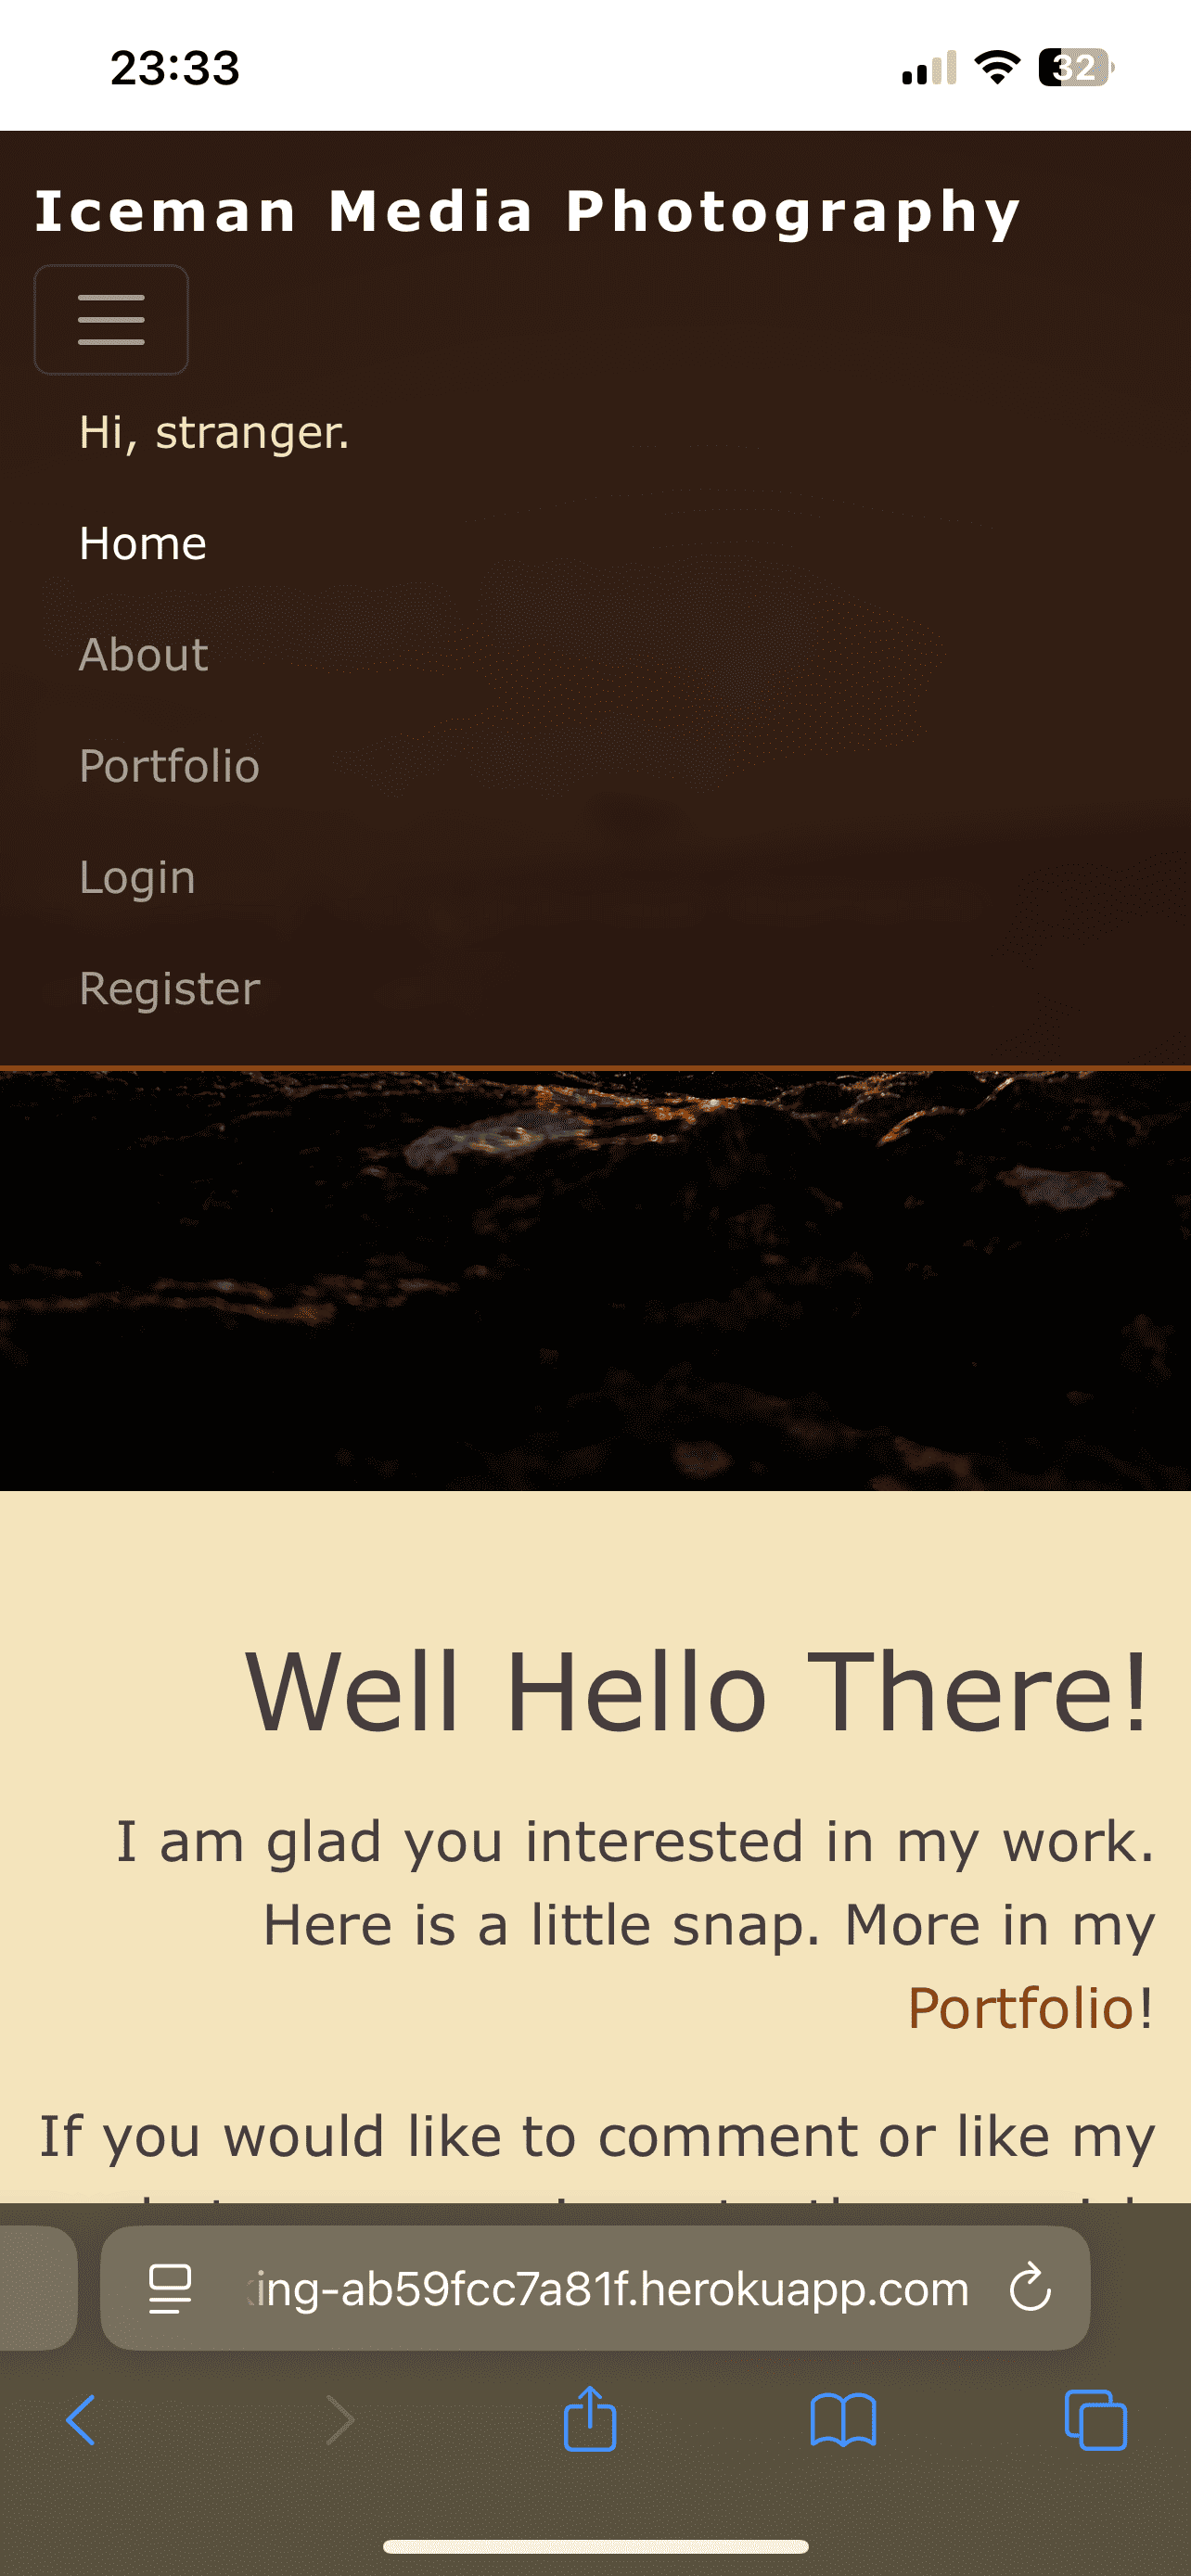 23:33
32
Iceman Media Photography
Hi, stranger.
Home
About
Portfolio
Login
Register
Well Hello There!
I am glad you interested in my work.
Here is a little snap. More in my
Portfolio!
If you would like to comment or like my
ing-ab59fcc7a81f.herokuapp.com